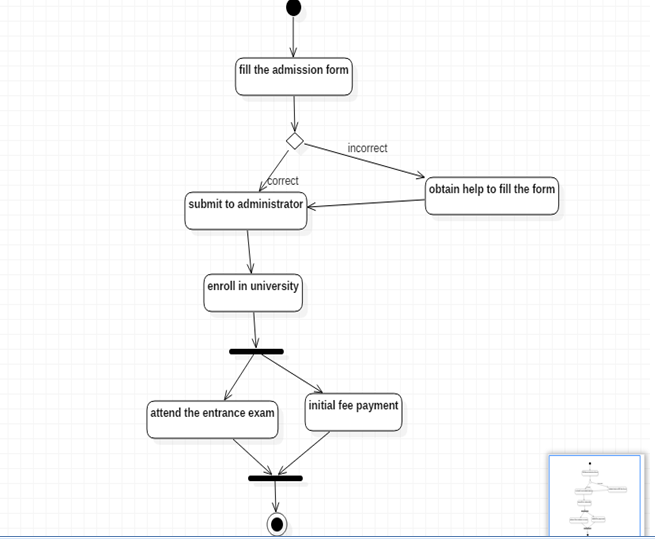 fill the admission form
incorrect
correct
obtain help to fill the form
submit to administrator
enroll in university
attend the entrance exam
initial fee payment